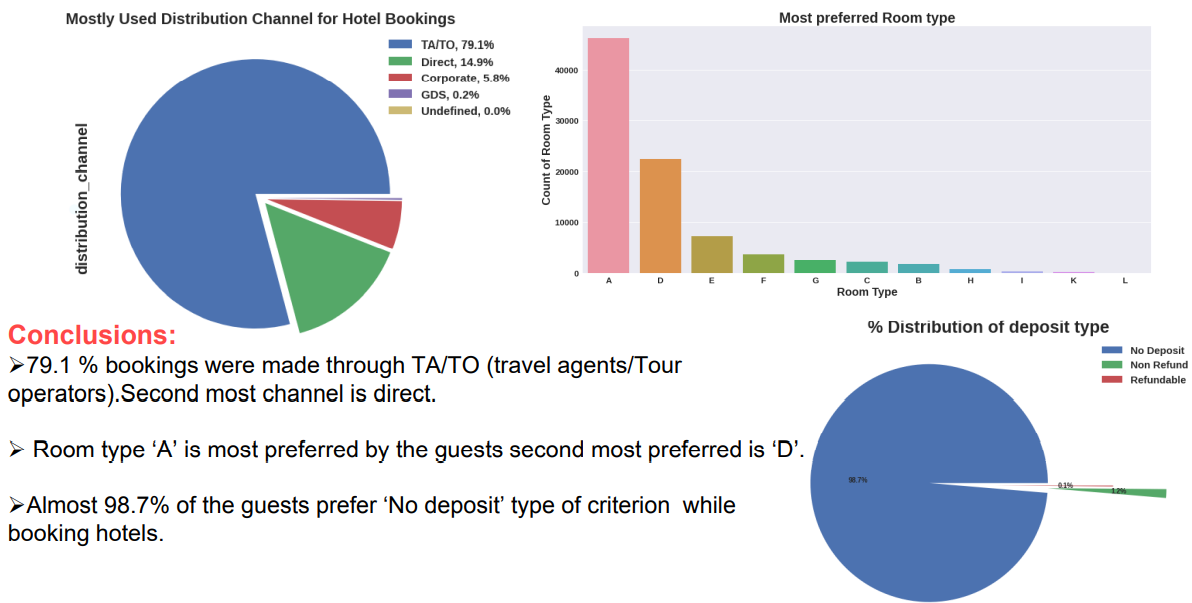 Mostly Used Distribution Channel for Hotel Bookings
TA/TO, 79.1%
Direct, 14.9%
Corporate, 5.8%
GDS, 0.2%
Undefined, 0.0%
distribution_channel
Most preferred Room type
Count of Room Type
40000
30000
20000
10000
0
A D E F G C B H I K L
Room Type
Conclusions:
➢79.1 % bookings were made through TA/TO (travel agents/Tour
operators).Second most channel is direct.
➢ Room type ‘A’ is most preferred by the guests second most preferred is ‘D’.
➢Almost 98.7% of the guests prefer ‘No deposit’ type of criterion while
booking hotels.
% Distribution of deposit type
No Deposit
Non Refund
Refundable
98.7%
0.1%
1.2%